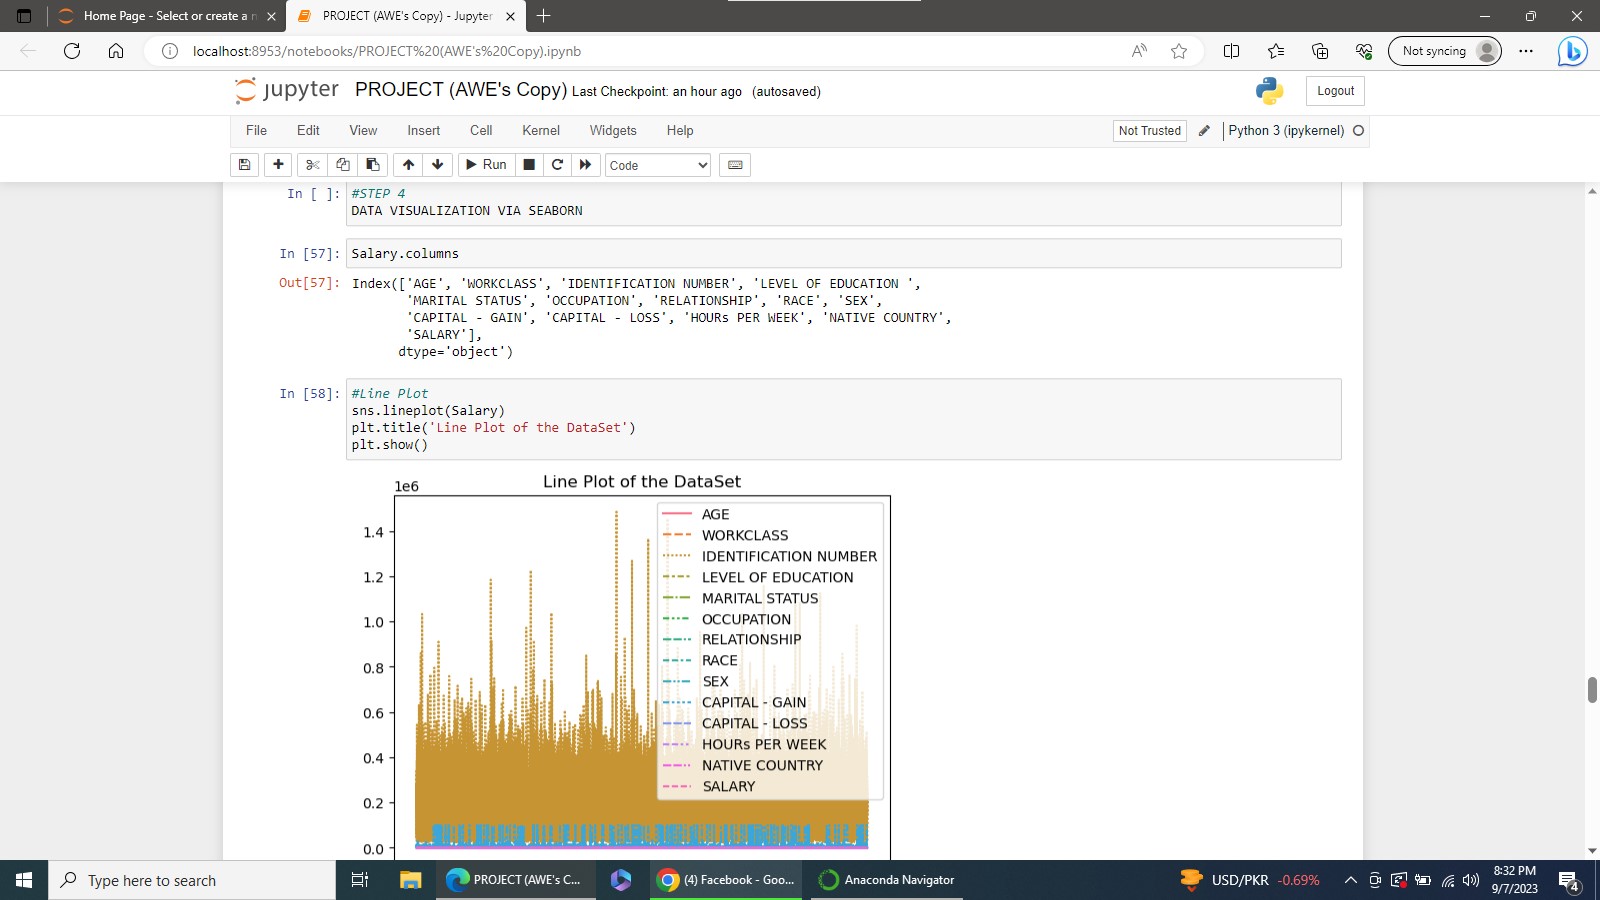 Home Page - Select or create a n
PROJECT (AWE's Copy) - Jupyter
localhost:8953/notebooks/PROJECT%20(AWE's%20Copy).ipynb
Not syncing
jupyter PROJECT (AWE's Copy) Last Checkpoint: an hour ago (autosaved)
Logout
File Edit View Insert Cell Kernel Widgets Help
Not Trusted
Python 3 (ipykernel)
Run
Code
In [ ]: #STEP 4
DATA VISUALIZATION VIA SEABORN
In [57]: Salary.columns
Out[57]: Index(['AGE', 'WORKCLASS', 'IDENTIFICATION NUMBER', 'LEVEL OF EDUCATION ',
'MARITAL STATUS', 'OCCUPATION', 'RELATIONSHIP', 'RACE', 'SEX',
'CAPITAL - GAIN', 'CAPITAL - LOSS', 'HOURs PER WEEK', 'NATIVE COUNTRY',
'SALARY'],
dtype='object')
In [58]: #Line Plot
sns.lineplot(Salary)
plt.title('Line Plot of the DataSet')
plt.show()
Line Plot of the DataSet
1e6
1.4
1.2
1.0
0.8
0.6
0.4
0.2
0.0
AGE
WORKCLASS
IDENTIFICATION NUMBER
LEVEL OF EDUCATION
MARITAL STATUS
OCCUPATION
RELATIONSHIP
RACE
SEX
CAPITAL - GAIN
CAPITAL - LOSS
HOURs PER WEEK
NATIVE COUNTRY
SALARY
Type here to search
PROJECT (AWE's C...
(4) Facebook - Goo...
Anaconda Navigator
USD/PKR -0.69%
8:32 PM
9/7/2023
4